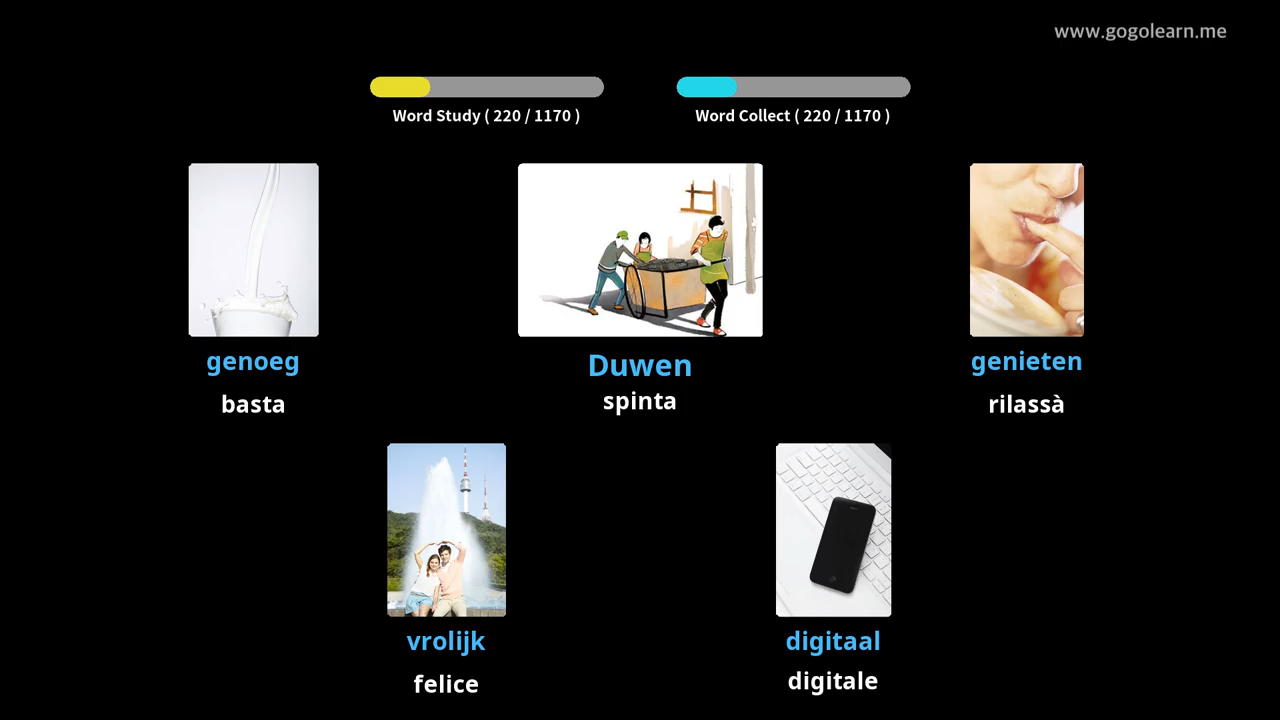 www.gogolearn.me
Word Study ( 220 / 1170 )
Word Collect ( 220 / 1170 )
genoeg
basta
Duwen
spinta
genieten
rilassà
vrolijk
felice
digitaal
digitale